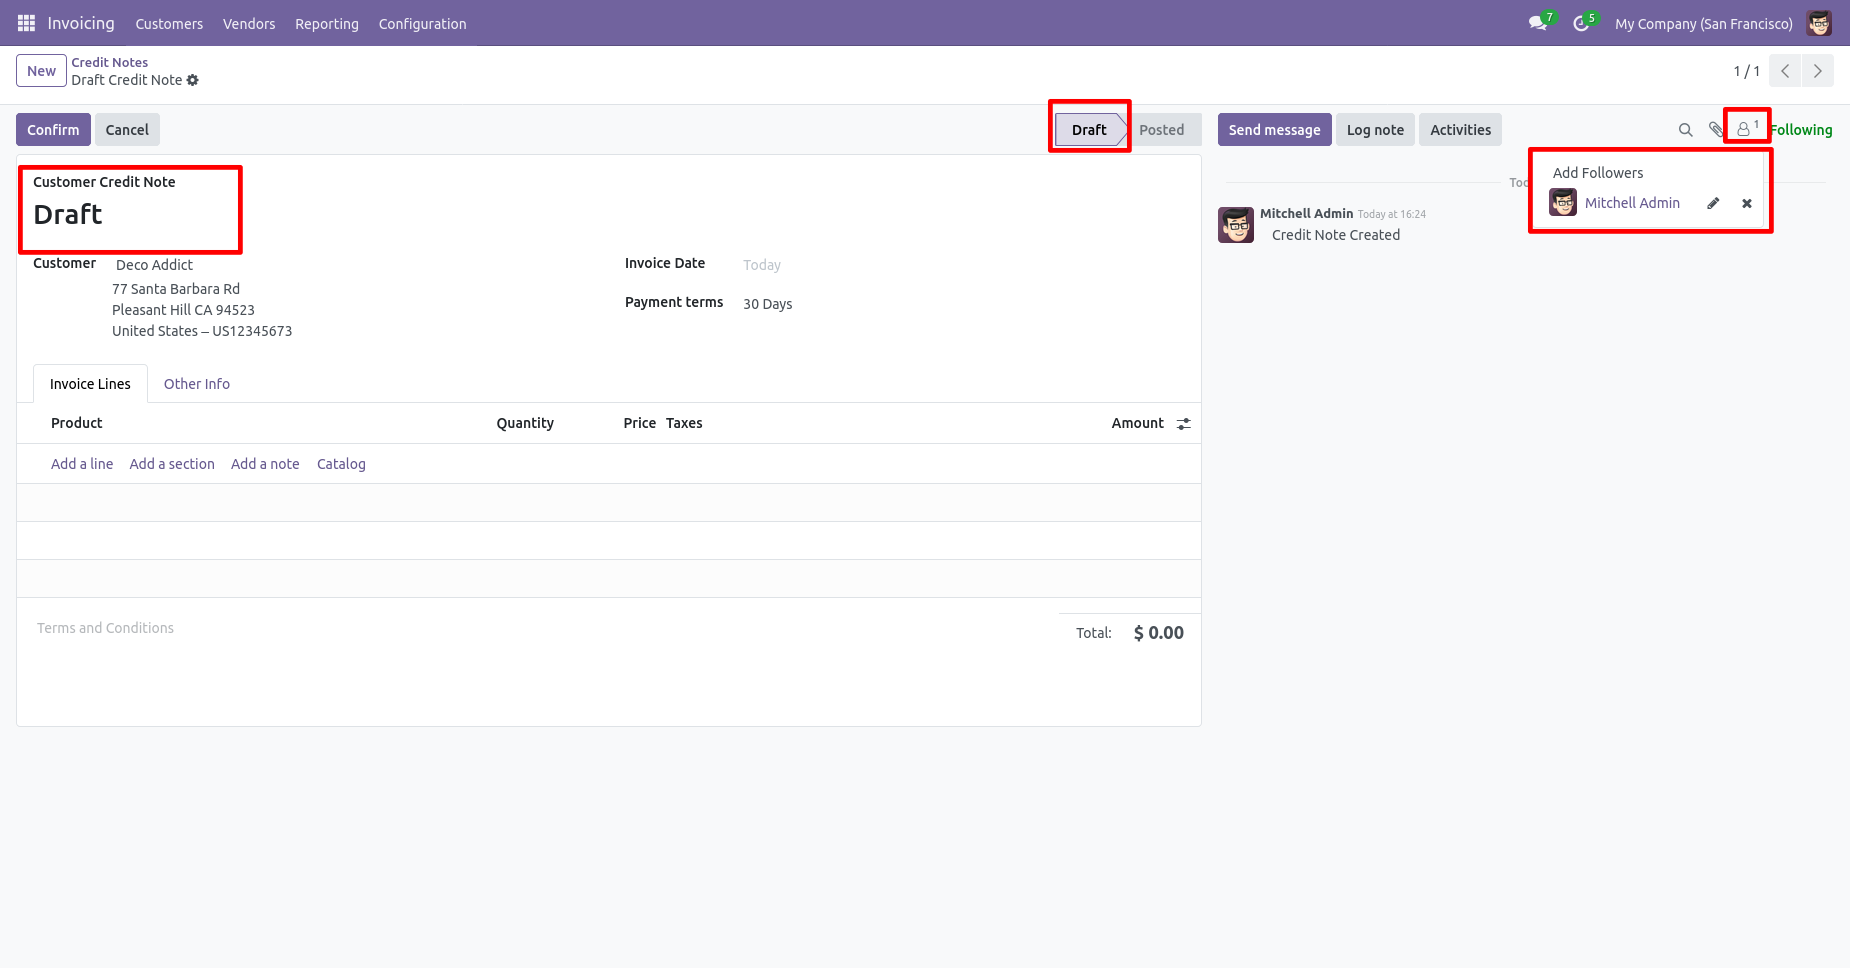 Invoicing Customers Vendors Reporting Configuration 7 5 My Company (San Francisco)
New Credit Notes
Draft Credit Note
1 / 1
Confirm Cancel Draft Posted Send message Log note Activities 1 Following
Customer Credit Note
Draft
Customer Deco Addict
77 Santa Barbara Rd
Pleasant Hill CA 94523
United States – US12345673
Invoice Date Today
Payment terms 30 Days
Invoice Lines Other Info
Product Quantity Price Taxes Amount
Add a line Add a section Add a note Catalog
Terms and Conditions
Total: $ 0.00
Add Followers
Mitchell Admin
Mitchell Admin Today at 16:24
Credit Note Created